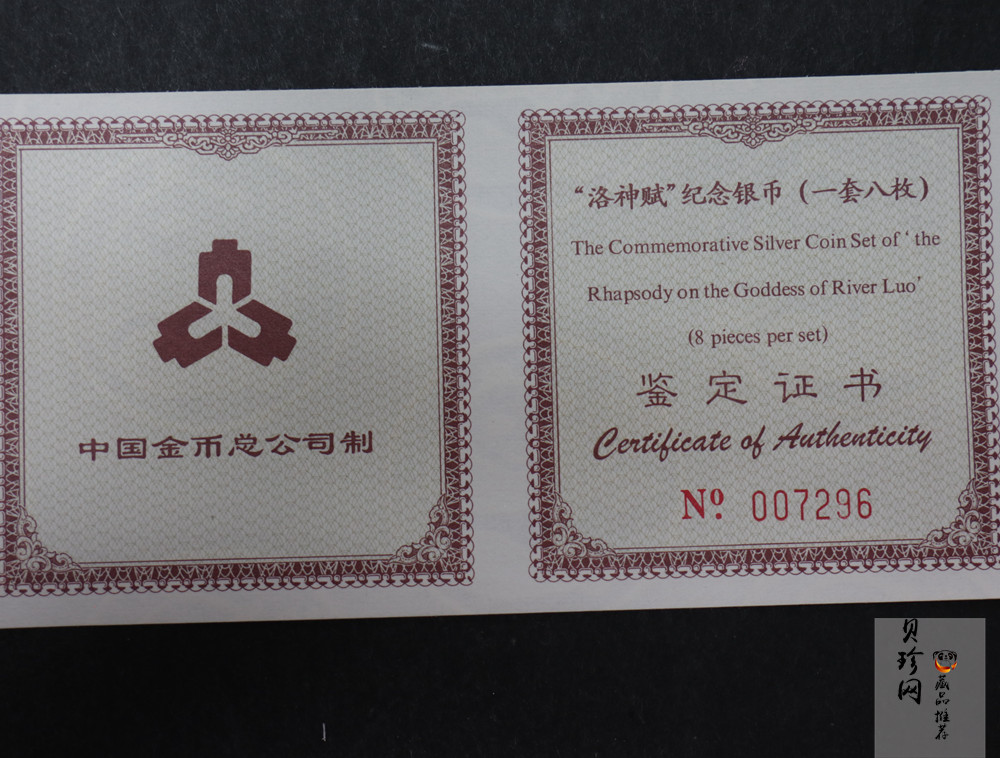 中国金币总公司制
“洛神赋”纪念银币（一套八枚）
The Commemorative Silver Coin Set of ‘ the
Rhapsody on the Goddess of River Luo’
(8 pieces per set)
鉴定证书
Certificate of Authenticity
Nº 007296
贝珍网
藏品推荐